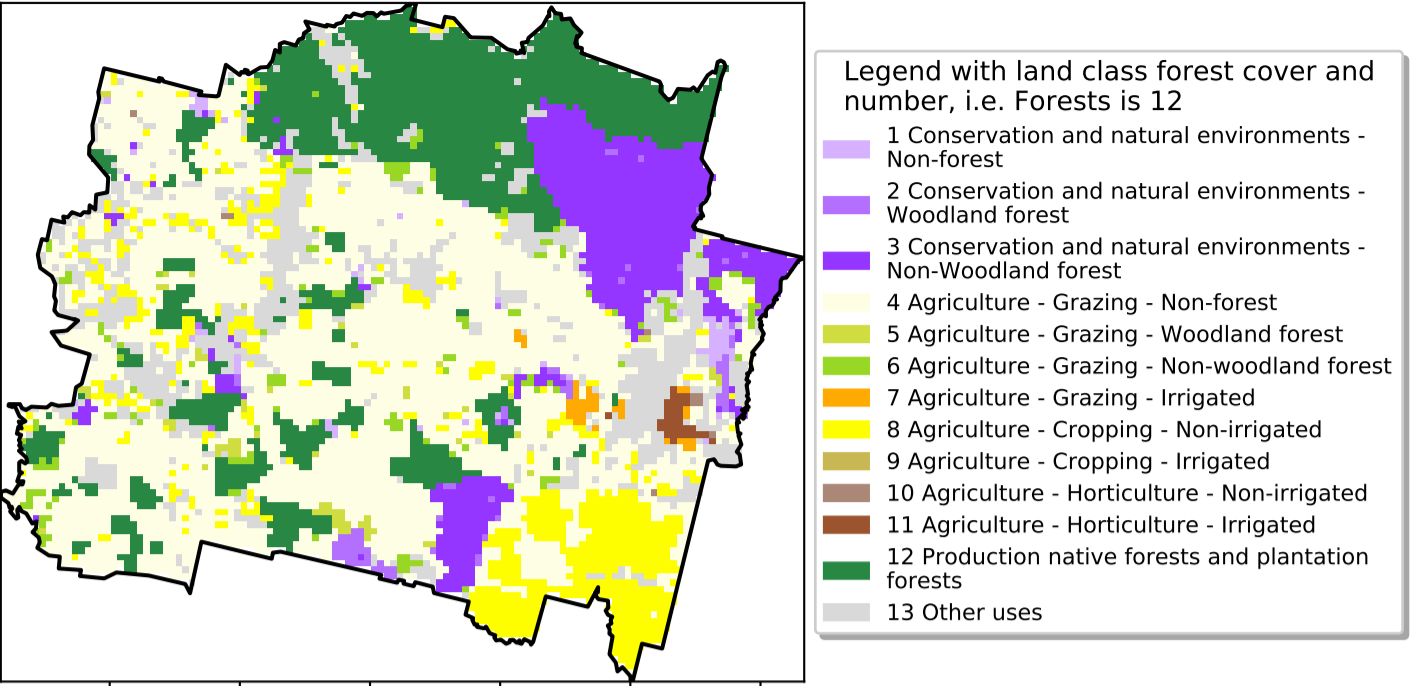 Legend with land class forest cover and
number, i.e. Forests is 12
1 Conservation and natural environments -
Non-forest
2 Conservation and natural environments -
Woodland forest
3 Conservation and natural environments -
Non-Woodland forest
4 Agriculture - Grazing - Non-forest
5 Agriculture - Grazing - Woodland forest
6 Agriculture - Grazing - Non-woodland forest
7 Agriculture - Grazing - Irrigated
8 Agriculture - Cropping - Non-irrigated
9 Agriculture - Cropping - Irrigated
10 Agriculture - Horticulture - Non-irrigated
11 Agriculture - Horticulture - Irrigated
12 Production native forests and plantation
forests
13 Other uses